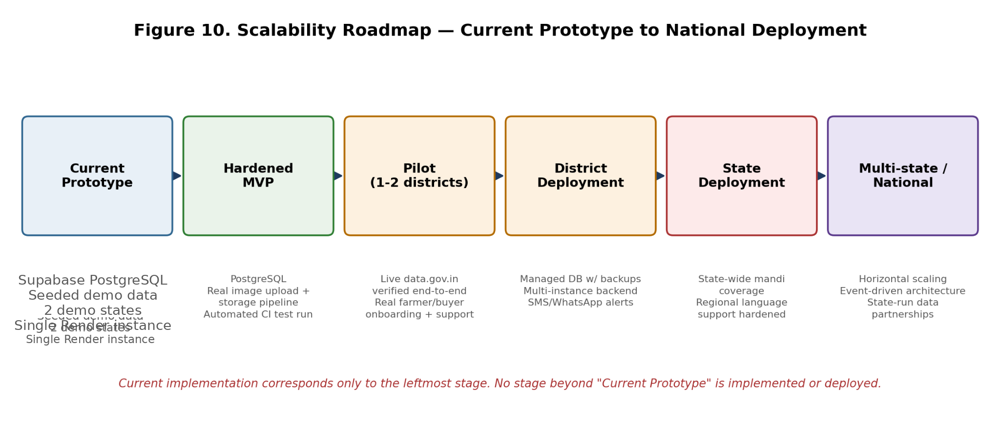 Figure 10. Scalability Roadmap — Current Prototype to National Deployment
Current
Prototype
Hardened
MVP
Pilot
(1-2 districts)
District
Deployment
State
Deployment
Multi-state /
National
Supabase PostgreSQL
Seeded demo data
2 demo states
Seeded demo data
Single Render instance
2 demo states
Single Render instance
PostgreSQL
Real image upload +
storage pipeline
Automated CI test run
Live data.gov.in
verified end-to-end
Real farmer/buyer
onboarding + support
Managed DB w/ backups
Multi-instance backend
SMS/WhatsApp alerts
State-wide mandi
coverage
Regional language
support hardened
Horizontal scaling
Event-driven architecture
State-run data
partnerships
Current implementation corresponds only to the leftmost stage. No stage beyond "Current Prototype" is implemented or deployed.